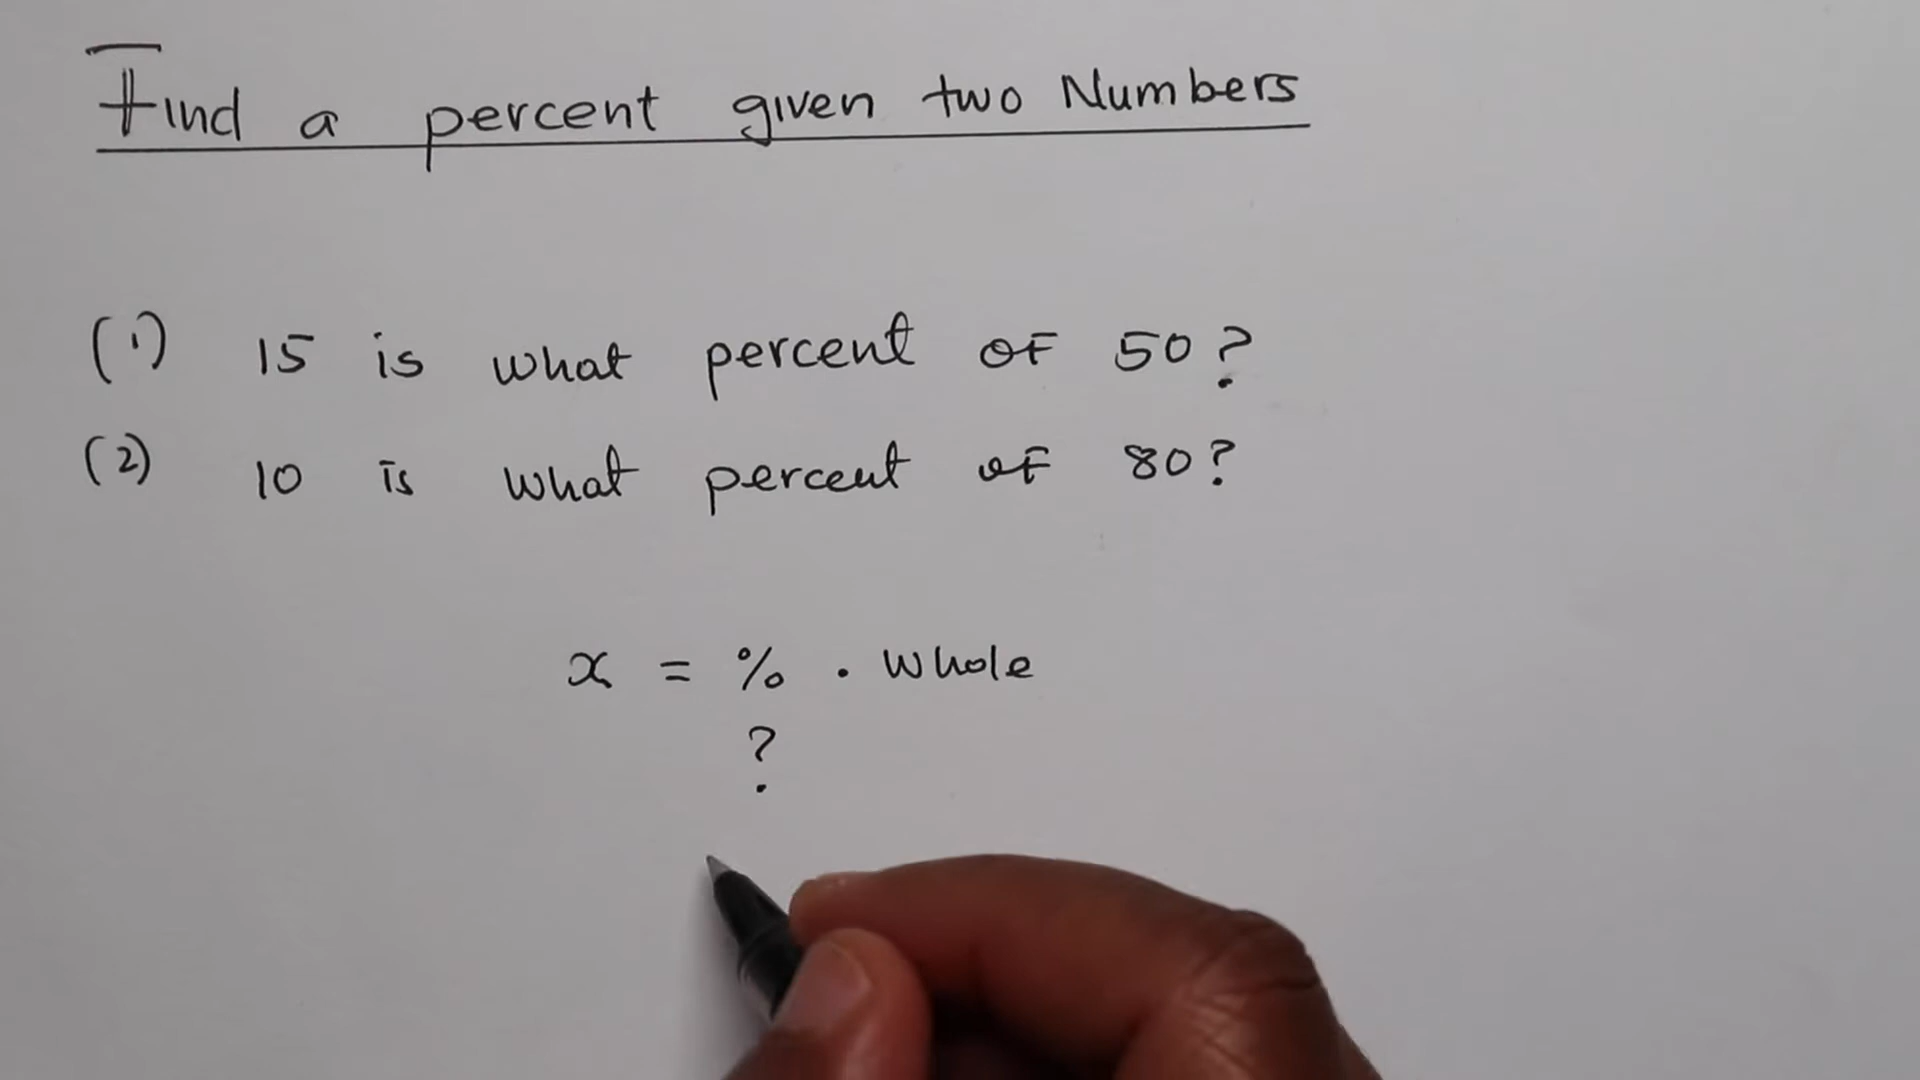 Find a percent given two Numbers
(1) 15 is what percent of 50?
(2) 10 is what percent of 80?
x = % . Whole
?